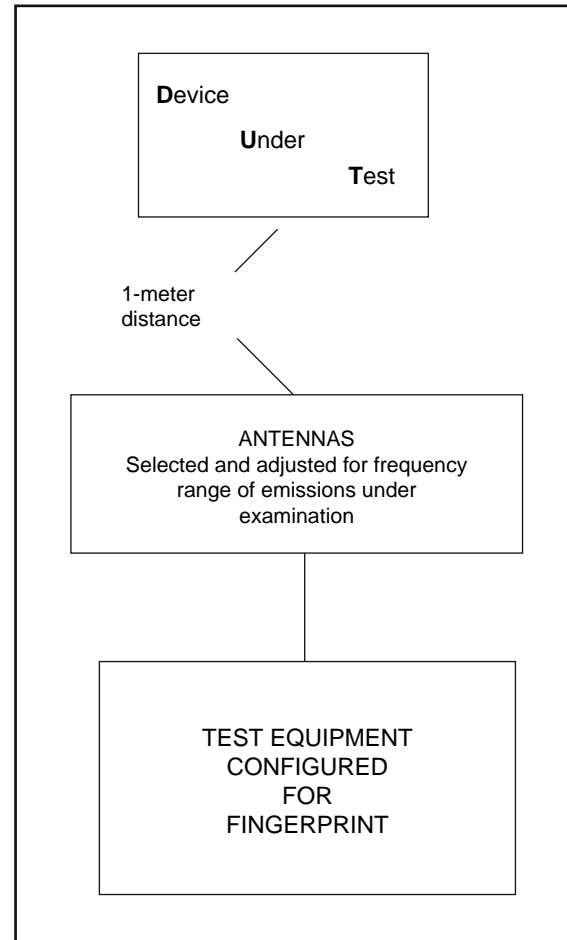 Device
Under
Test
1-meter
distance
ANTENNAS
Selected and adjusted for frequency
range of emissions under
examination
TEST EQUIPMENT
CONFIGURED
FOR
FINGERPRINT